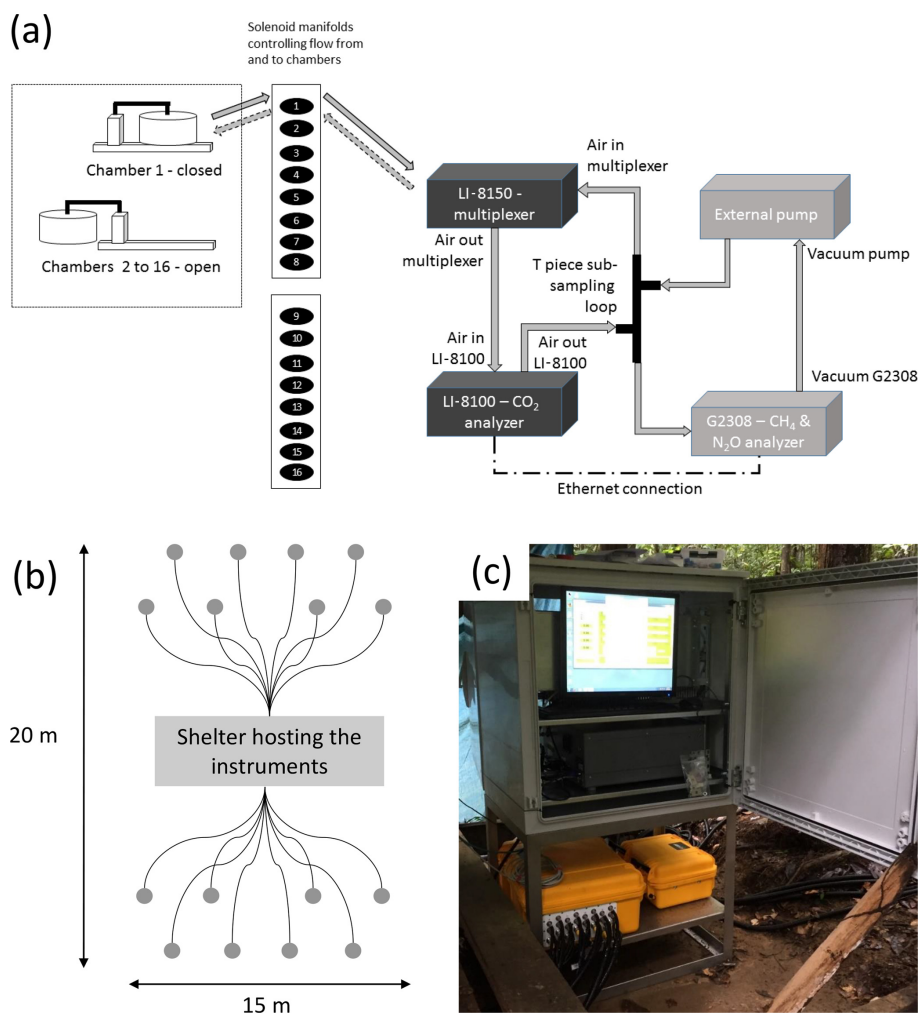 (a)
Solenoid manifolds
controlling flow from
and to chambers
Chamber 1 - closed
Chambers 2 to 16 - open
1
2
3
4
5
6
7
8
9
10
11
12
13
14
15
16
LI-8150 -
multiplexer
Air in
multiplexer
External pump
Air out
multiplexer
T piece sub-
sampling
loop
Vacuum pump
Air in
LI-8100
Air out
LI-8100
Vacuum G2308
LI-8100 – CO₂
analyzer
G2308 – CH₄ &
N₂O analyzer
Ethernet connection
(b)
20 m
Shelter hosting the
instruments
15 m
(c)